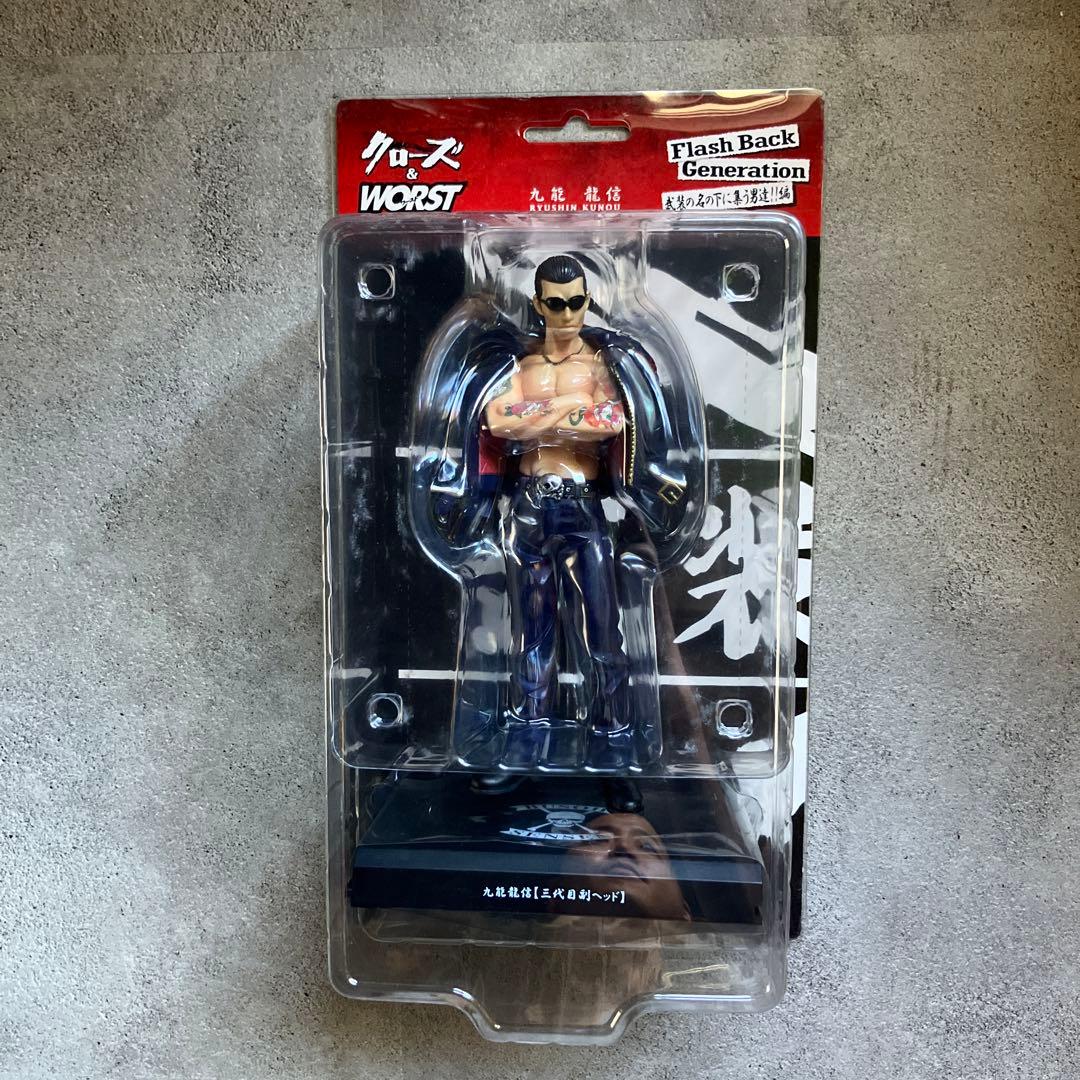 クローズ
&
WORST
九能 龍信
RYUSHIN KUNOU
Flash Back
Generation
武装の名の下に集う男達!!編
装
九能龍信【三代目副ヘッド】